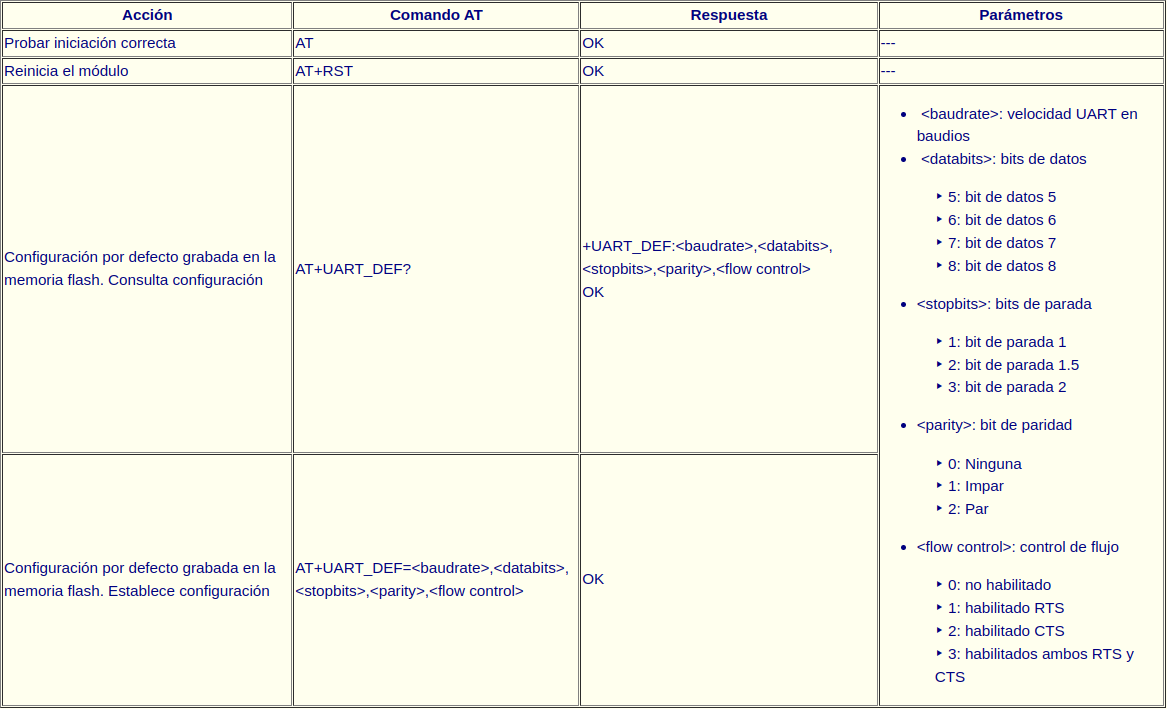 Acción
Comando AT
Respuesta
Parámetros
Probar iniciación correcta
AT
OK
---
Reinicia el módulo
AT+RST
OK
---
Configuración por defecto grabada en la
memoria flash. Consulta configuración
AT+UART_DEF?
+UART_DEF:<baudrate>,<databits>,
<stopbits>,<parity>,<flow control>
OK
• <baudrate>: velocidad UART en
baudios
• <databits>: bits de datos
‣ 5: bit de datos 5
‣ 6: bit de datos 6
‣ 7: bit de datos 7
‣ 8: bit de datos 8
• <stopbits>: bits de parada
‣ 1: bit de parada 1
‣ 2: bit de parada 1.5
‣ 3: bit de parada 2
• <parity>: bit de paridad
‣ 0: Ninguna
‣ 1: Impar
‣ 2: Par
• <flow control>: control de flujo
‣ 0: no habilitado
‣ 1: habilitado RTS
‣ 2: habilitado CTS
‣ 3: habilitados ambos RTS y
CTS
Configuración por defecto grabada en la
memoria flash. Establece configuración
AT+UART_DEF=<baudrate>,<databits>,
<stopbits>,<parity>,<flow control>
OK